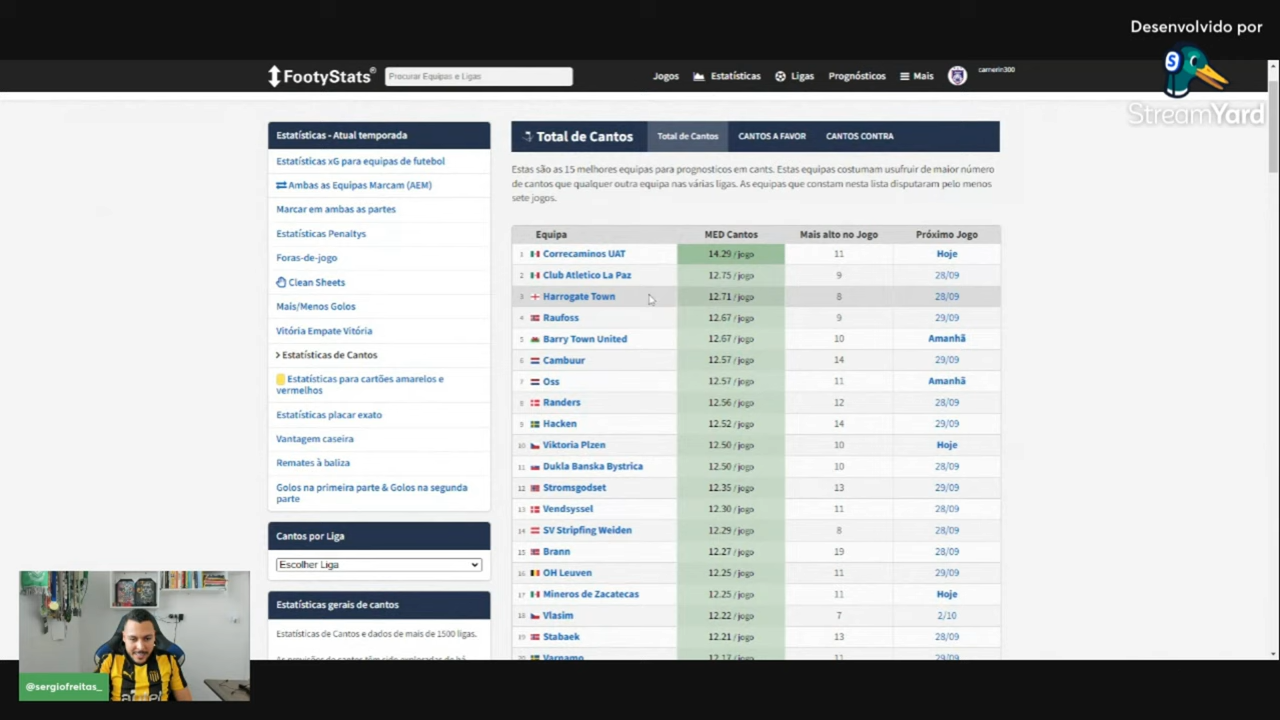 Desenvolvido por
StreamYard
FootyStats®
Procurar Equipas e Ligas
Jogos
Estatísticas
Ligas
Prognósticos
Mais
camerin300
Estatísticas - Atual temporada
Estatísticas xG para equipas de futebol
Ambas as Equipas Marcam (AEM)
Marcar em ambas as partes
Estatísticas Penaltys
Foras-de-jogo
Clean Sheets
Mais/Menos Golos
Vitória Empate Vitória
> Estatísticas de Cantos
Estatísticas para cartões amarelos e
vermelhos
Estatísticas placar exato
Vantagem caseira
Remates à baliza
Golos na primeira parte & Golos na segunda
parte
Cantos por Liga
Escolher Liga
Estatísticas gerais de cantos
Estatísticas de Cantos e dados de mais de 1500 ligas.
Total de Cantos
Total de Cantos
CANTOS A FAVOR
CANTOS CONTRA
Estas são as 15 melhores equipas para prognosticos em cants. Estas equipas costumam usufruir de maior número
de cantos que qualquer outra equipa nas várias ligas. As equipas que constam nesta lista disputaram pelo menos
sete jogos.
Equipa MED Cantos Mais alto no Jogo Próximo Jogo
1 Correcaminos UAT 14.29 /jogo 11 Hoje
2 Club Atletico La Paz 12.75 /jogo 9 28/09
3 Harrogate Town 12.71 /jogo 8 28/09
4 Raufoss 12.67 /jogo 9 29/09
5 Barry Town United 12.67 /jogo 10 Amanhã
6 Cambuur 12.57 /jogo 14 29/09
7 Oss 12.57 /jogo 11 Amanhã
8 Randers 12.56 /jogo 12 28/09
9 Hacken 12.52 /jogo 14 29/09
10 Viktoria Plzen 12.50 /jogo 10 Hoje
11 Dukla Banska Bystrica 12.50 /jogo 10 28/09
12 Stromsgodset 12.35 /jogo 13 29/09
13 Vendsyssel 12.30 /jogo 11 28/09
14 SV Stripfing Weiden 12.29 /jogo 8 28/09
15 Brann 12.27 /jogo 19 29/09
16 OH Leuven 12.25 /jogo 11 29/09
17 Mineros de Zacatecas 12.25 /jogo 11 Hoje
18 Vlasim 12.22 /jogo 7 2/10
19 Stabaek 12.21 /jogo 13 28/09
20 Varnamo 12.17 /jogo 11 29/09
@sergiofreitas_